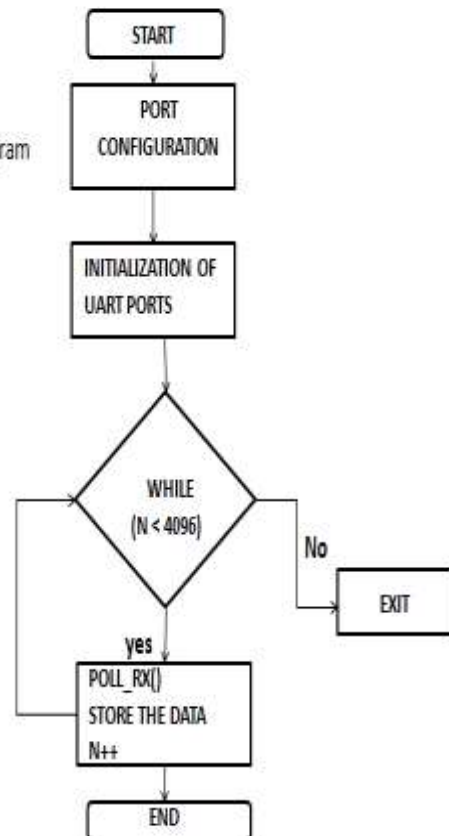 START
PORT
CONFIGURATION
ram
INITIALIZATION OF
UART PORTS
WHILE
(N < 4096)
No
EXIT
yes
POLL_RX()
STORE THE DATA
N++
END